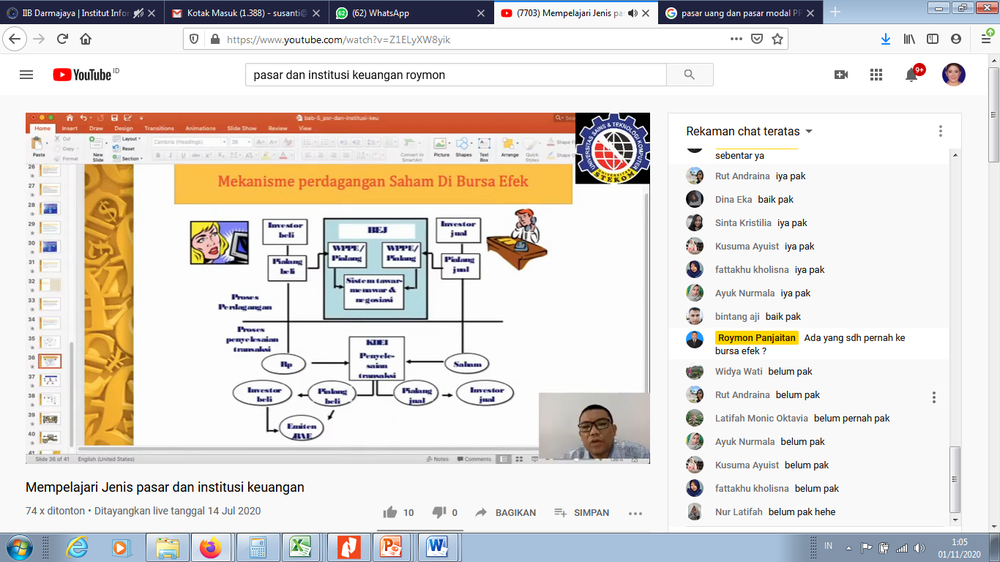 IIB Darmajaya | Institut Infor
Kotak Masuk (1.388) - susanti@
(62) WhatsApp
(7703) Mempelajari Jenis pa
pasar uang dan pasar modal PP
https://www.youtube.com/watch?v=Z1ELyXW8yik
YouTube ID
pasar dan institusi keuangan roymon
9+
bab-5_psr-dan-institusi-keu
Home Insert Draw Design Transitions Animations Slide Show Review View
Paste
Cut
Copy
Format
New Slide
Layout
Reset
Section
Cambria (Headings) 36
Convert to SmartArt
Picture
Shapes
Text Box
Arrange
Quick Styles
Shape Fi
Shape O
UNIVERSITAS SAINS & TEKNOLOGI KOMPUTER
UNIVERSITAS
STEKOM
26
27
28
29
30
31
32
33
34
35
36
37
38
39
40
41
Mekanisme perdagangan Saham Di Bursa Efek
Investor beli
BEJ
Investor jual
WPPE/ Pialang
WPPE/ Pialang
Pialang beli
Pialang jual
Sistem tawar-
menawar &
negosiasi
Proses
Perdagangan
Proses
penyelesaian
transaksi
KDEI
Penyele-
saian
transaksi
Rp
Saham
Investor beli
Pialang beli
Pialang jual
Investor jual
Emiten
/BAE
Slide 36 of 41 English (United States)
Notes Comments
Mempelajari Jenis pasar dan institusi keuangan
74 x ditonton • Ditayangkan live tanggal 14 Jul 2020
10 0 BAGIKAN SIMPAN
Rekaman chat teratas
sebentar ya
Rut Andraina iya pak
Dina Eka baik pak
Sinta Kristilia iya pak
Kusuma Ayuist iya pak
fattakhu kholisna iya pak
Ayuk Nurmala iya pak
bintang aji baik pak
Roymon Panjaitan Ada yang sdh pernah ke
bursa efek ?
Widya Wati belum pak
Rut Andraina belum pak
Latifah Monic Oktavia belum pernah pak
Ayuk Nurmala belum pak
Kusuma Ayuist belum pak
fattakhu kholisna belum pak
Nur Latifah belum pak hehe
IN
1:05
01/11/2020